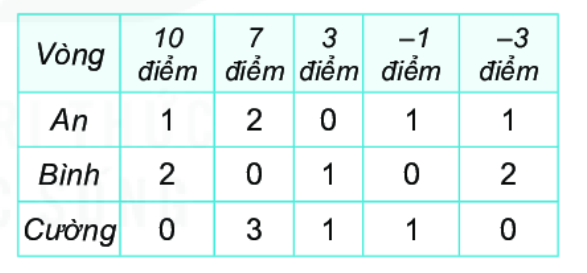 Vòng 10 điểm 7 điểm 3 điểm –1 điểm –3 điểm
An 1 2 0 1 1
Bình 2 0 1 0 2
Cường 0 3 1 1 0